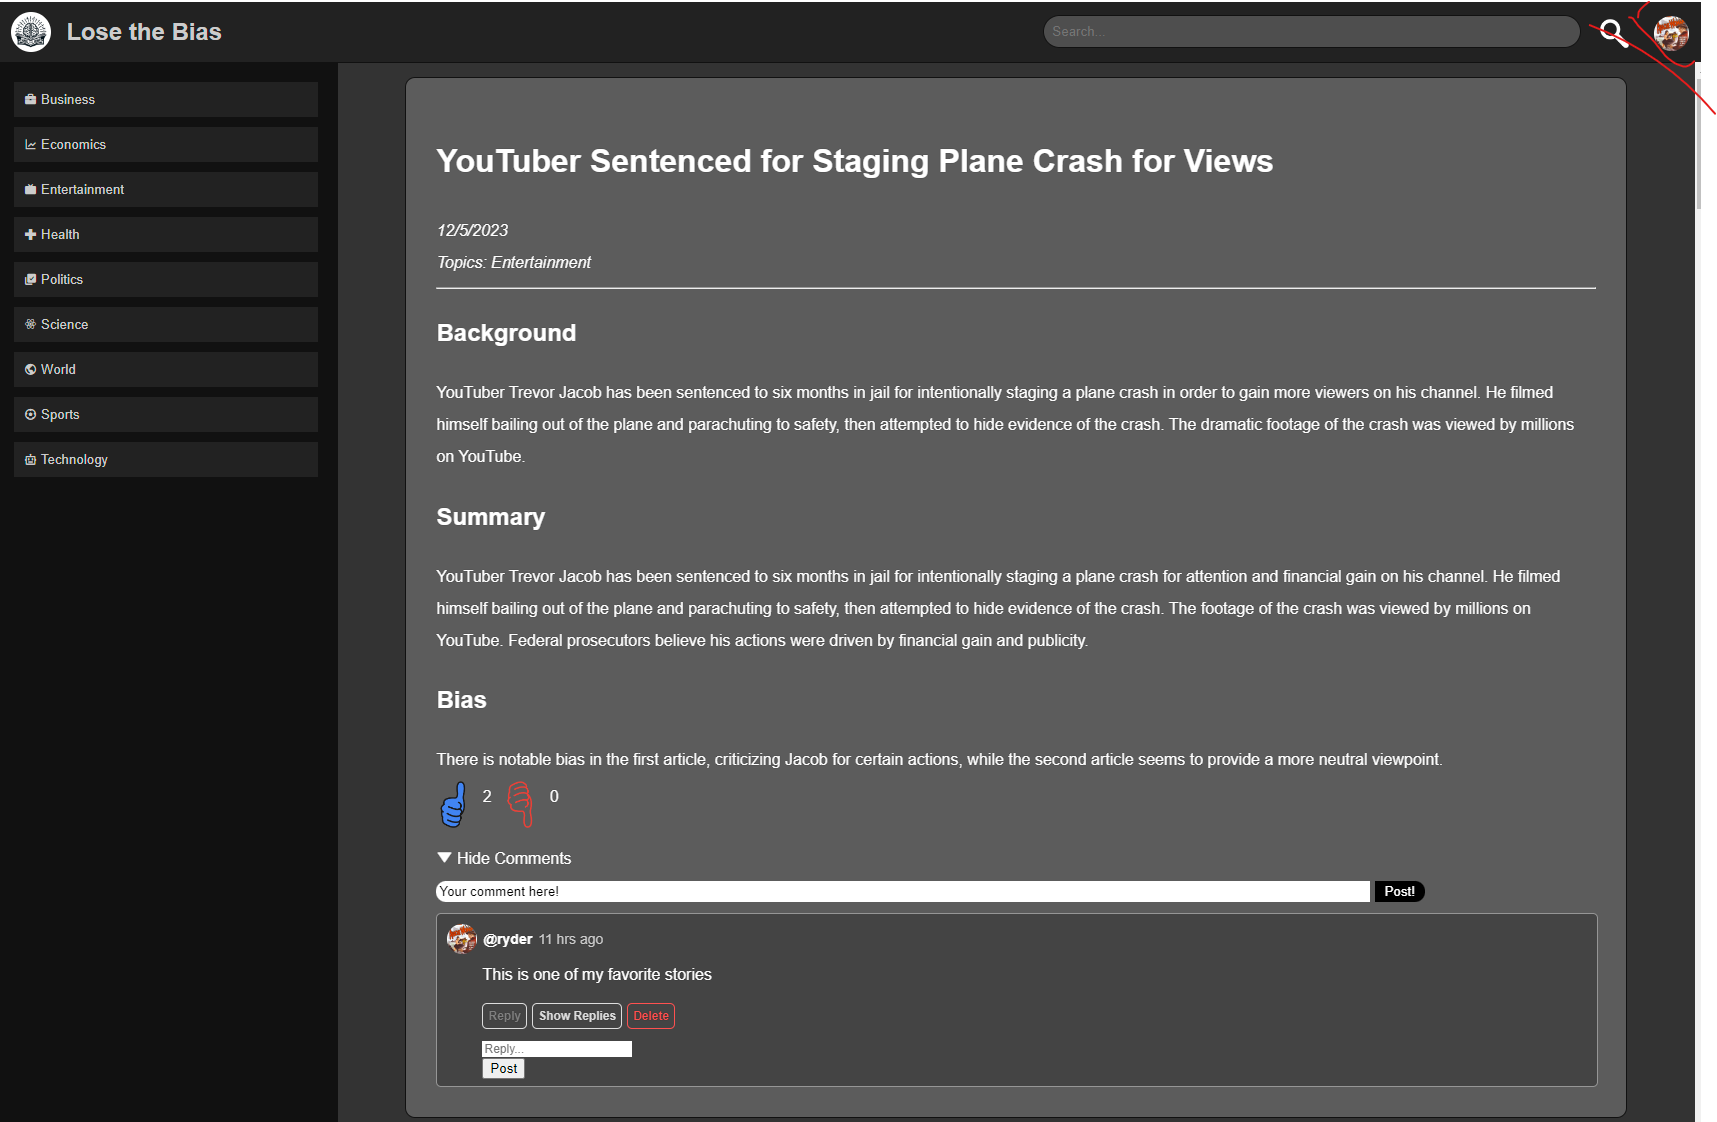 Lose the Bias
Search...
Business
Economics
Entertainment
Health
Politics
Science
World
Sports
Technology
YouTuber Sentenced for Staging Plane Crash for Views
12/5/2023
Topics: Entertainment
Background
YouTuber Trevor Jacob has been sentenced to six months in jail for intentionally staging a plane crash in order to gain more viewers on his channel. He filmed
himself bailing out of the plane and parachuting to safety, then attempted to hide evidence of the crash. The dramatic footage of the crash was viewed by millions
on YouTube.
Summary
YouTuber Trevor Jacob has been sentenced to six months in jail for intentionally staging a plane crash for attention and financial gain on his channel. He filmed
himself bailing out of the plane and parachuting to safety, then attempted to hide evidence of the crash. The footage of the crash was viewed by millions on
YouTube. Federal prosecutors believe his actions were driven by financial gain and publicity.
Bias
There is notable bias in the first article, criticizing Jacob for certain actions, while the second article seems to provide a more neutral viewpoint.
2 0
Hide Comments
Your comment here! Post!
@ryder 11 hrs ago
This is one of my favorite stories
Reply Show Replies Delete
Reply...
Post